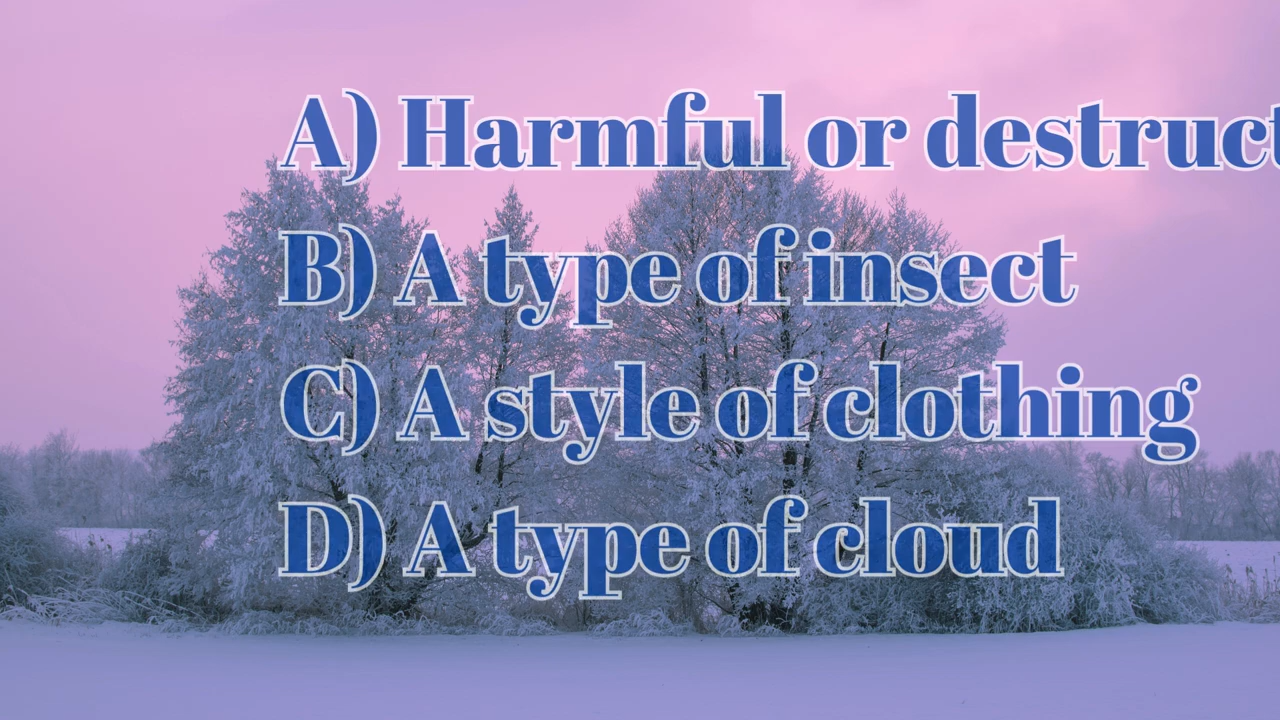 A) Harmful or destruct
B) A type of insect
C) A style of clothing
D) A type of cloud